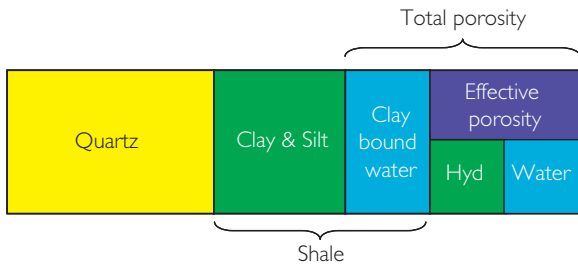 Total porosity
Quartz
Clay & Silt
Clay
bound
water
Effective
porosity
Hyd
Water
Shale